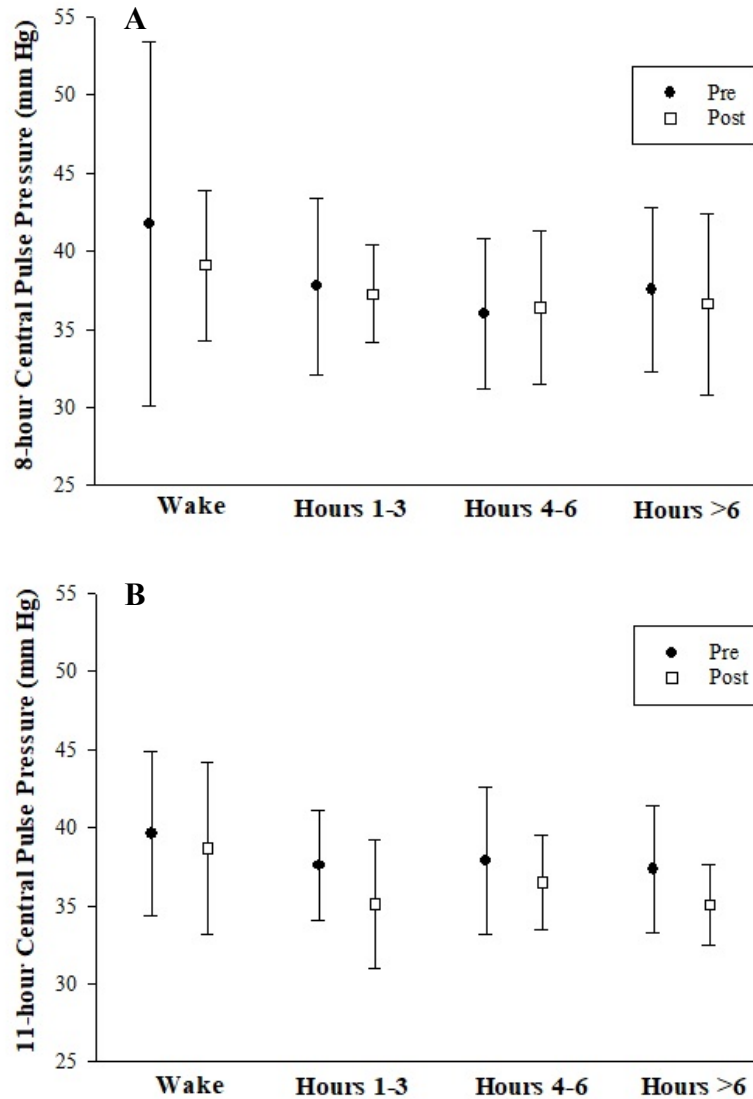 A
8-hour Central Pulse Pressure (mm Hg)
55
50
45
40
35
30
25
Pre
Post
Wake
Hours 1-3
Hours 4-6
Hours >6
B
11-hour Central Pulse Pressure (mm Hg)
55
50
45
40
35
30
25
Pre
Post
Wake
Hours 1-3
Hours 4-6
Hours >6